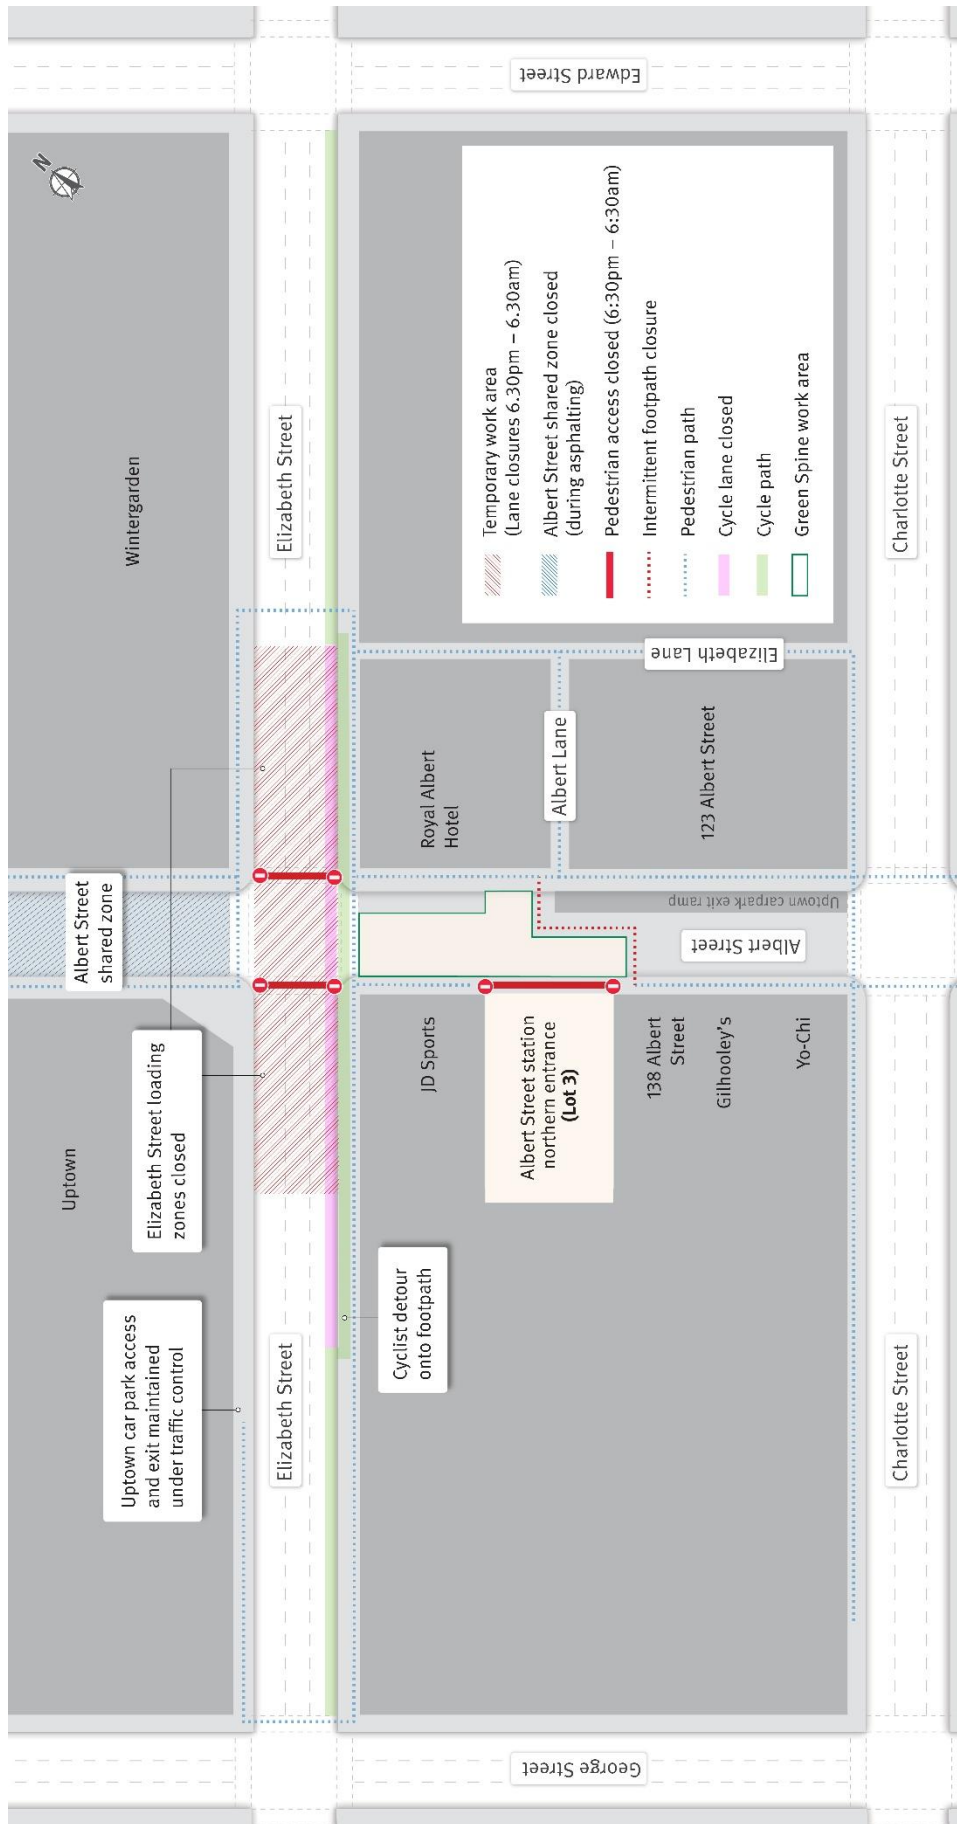 N
Edward Street
Wintergarden
Elizabeth Street
Temporary work area
(Lane closures 6.30pm – 6.30am)
Albert Street shared zone closed
(during asphalting)
Pedestrian access closed (6:30pm – 6:30am)
Intermittent footpath closure
Pedestrian path
Cycle lane closed
Cycle path
Green Spine work area
Charlotte Street
Elizabeth Lane
Royal Albert
Hotel
Albert Lane
123 Albert Street
Albert Street
shared zone
Uptown carpark exit ramp
Albert Street
Uptown
Elizabeth Street loading
zones closed
JD Sports
Albert Street station
northern entrance
(Lot 3)
138 Albert
Street
Gilhooley's
Yo-Chi
Uptown car park access
and exit maintained
under traffic control
Elizabeth Street
Cyclist detour
onto footpath
Charlotte Street
George Street